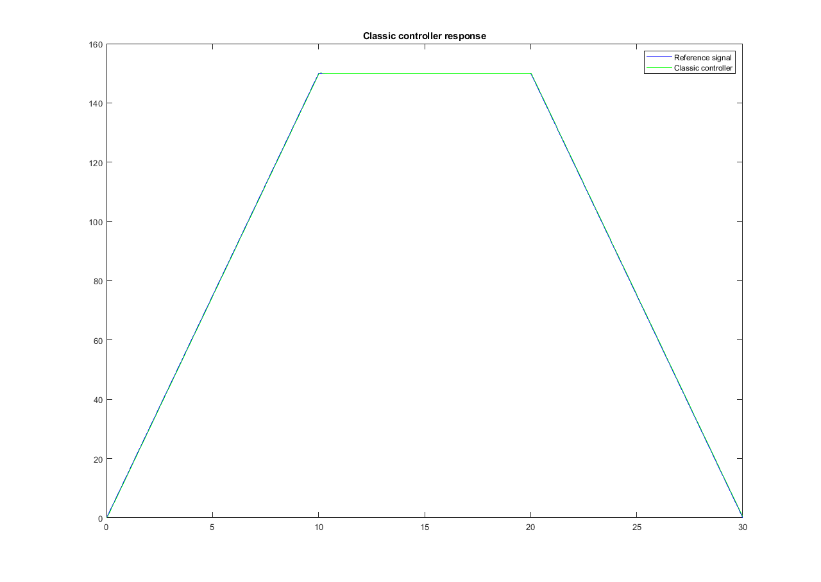 Classic controller response
160
140
120
100
80
60
40
20
0
0 5 10 15 20 25 30
Reference signal
Classic controller